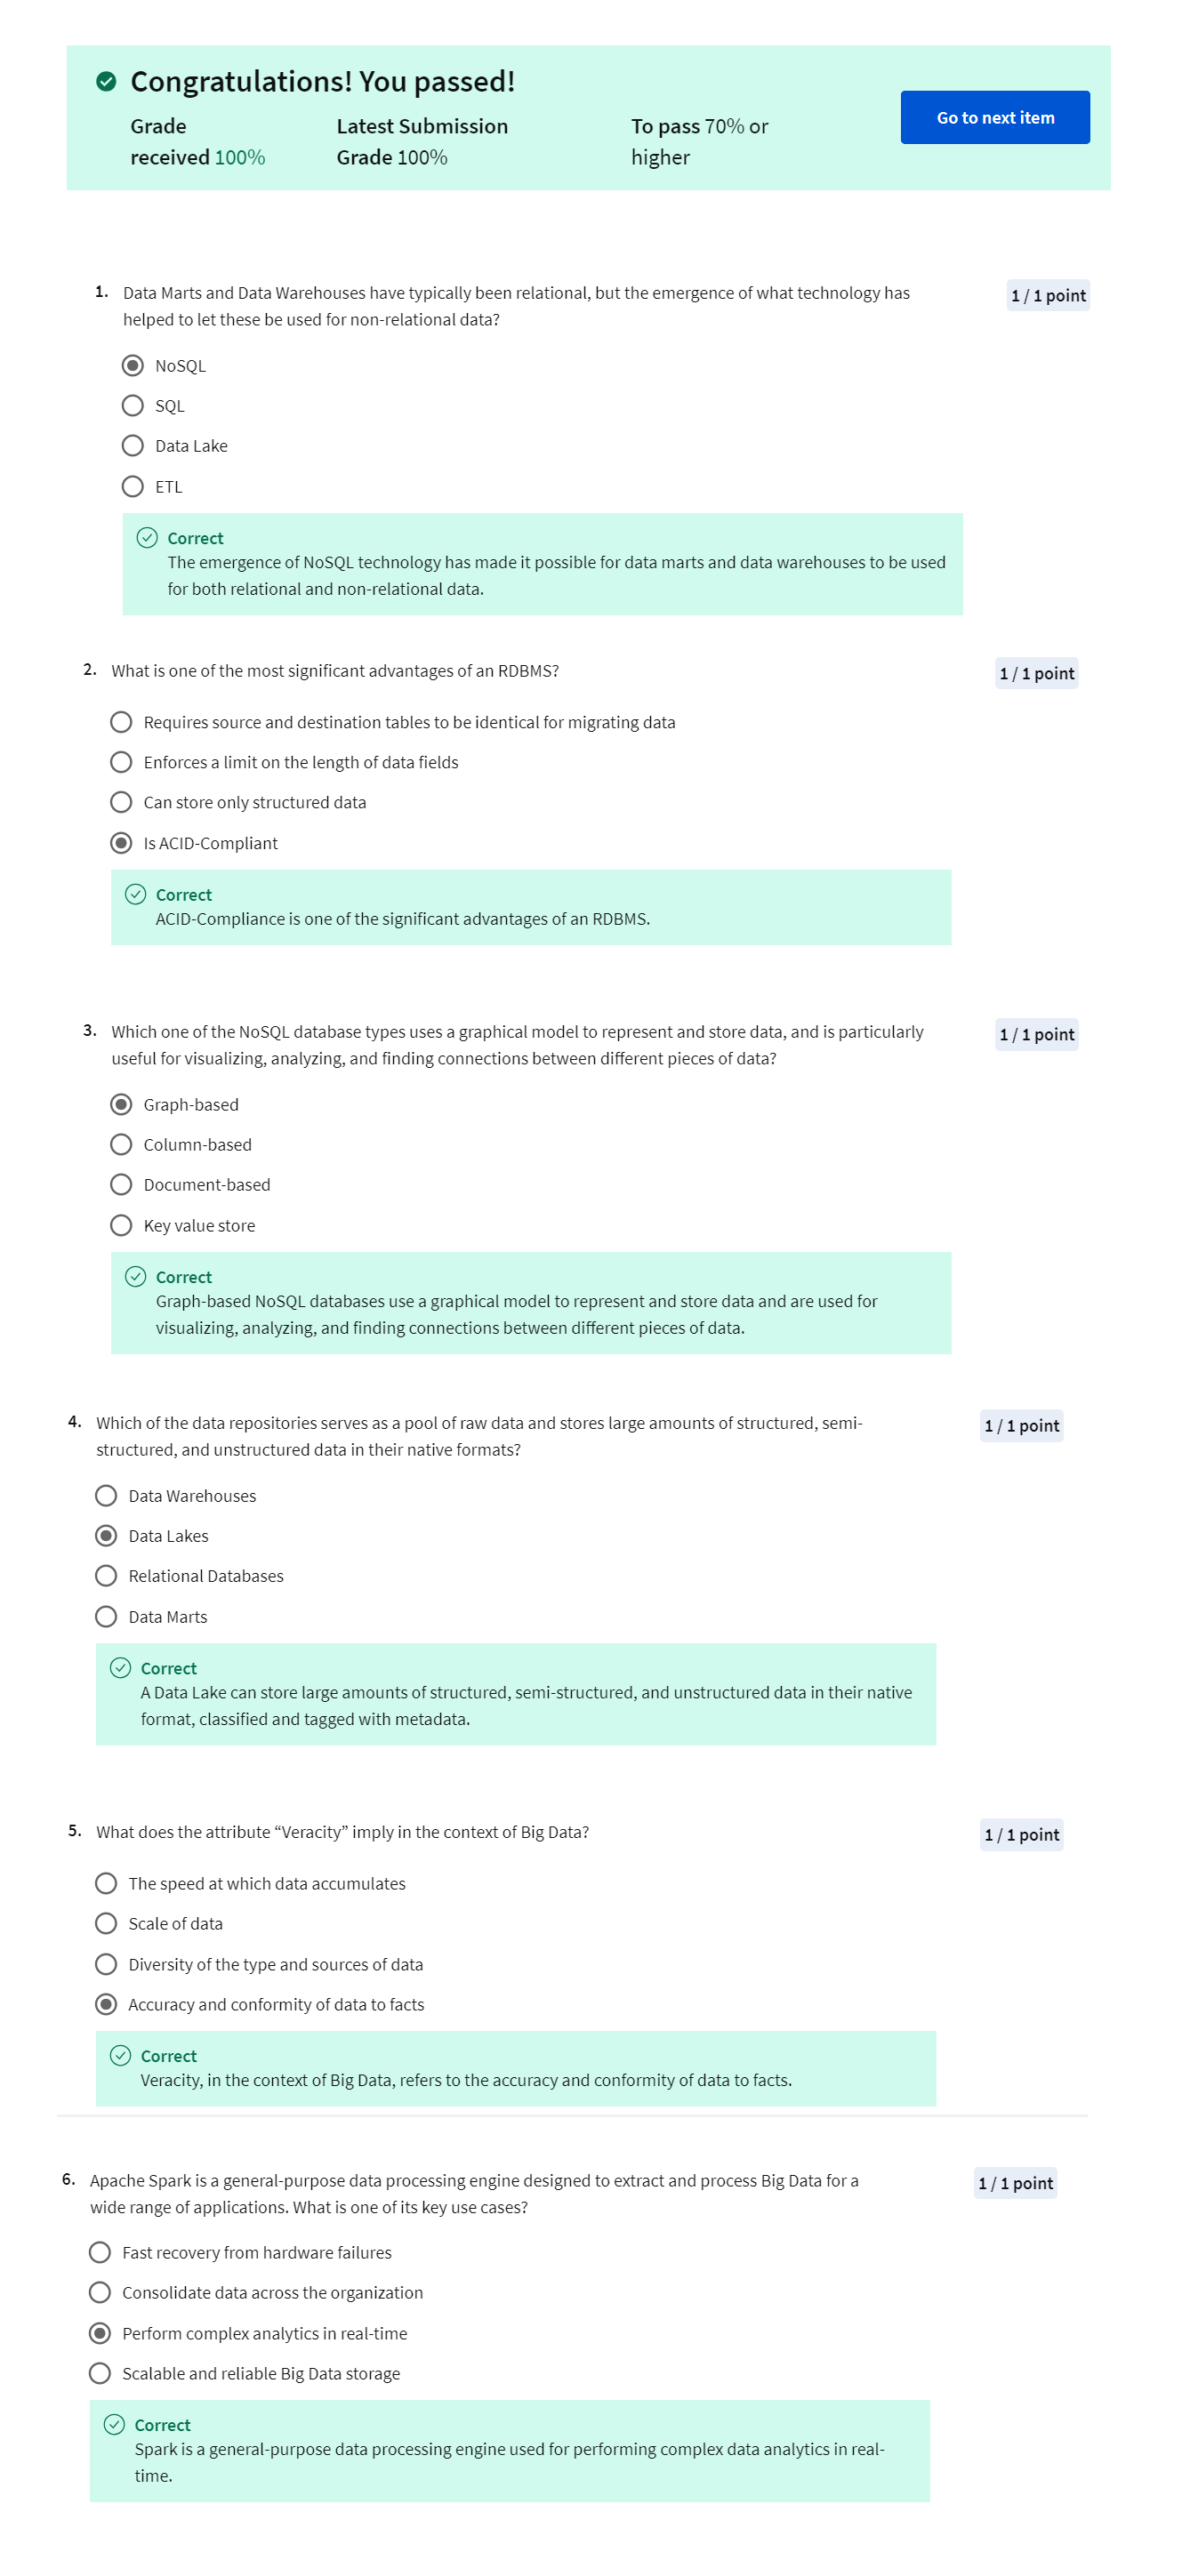 Congratulations! You passed!
Grade received 100%
Latest Submission Grade 100%
To pass 70% or higher
Go to next item
1. Data Marts and Data Warehouses have typically been relational, but the emergence of what technology has
helped to let these be used for non-relational data?
1 / 1 point
NoSQL
SQL
Data Lake
ETL
Correct
The emergence of NoSQL technology has made it possible for data marts and data warehouses to be used
for both relational and non-relational data.
2. What is one of the most significant advantages of an RDBMS?
1 / 1 point
Requires source and destination tables to be identical for migrating data
Enforces a limit on the length of data fields
Can store only structured data
Is ACID-Compliant
Correct
ACID-Compliance is one of the significant advantages of an RDBMS.
3. Which one of the NoSQL database types uses a graphical model to represent and store data, and is particularly
useful for visualizing, analyzing, and finding connections between different pieces of data?
1 / 1 point
Graph-based
Column-based
Document-based
Key value store
Correct
Graph-based NoSQL databases use a graphical model to represent and store data and are used for
visualizing, analyzing, and finding connections between different pieces of data.
4. Which of the data repositories serves as a pool of raw data and stores large amounts of structured, semi-
structured, and unstructured data in their native formats?
1 / 1 point
Data Warehouses
Data Lakes
Relational Databases
Data Marts
Correct
A Data Lake can store large amounts of structured, semi-structured, and unstructured data in their native
format, classified and tagged with metadata.
5. What does the attribute “Veracity” imply in the context of Big Data?
1 / 1 point
The speed at which data accumulates
Scale of data
Diversity of the type and sources of data
Accuracy and conformity of data to facts
Correct
Veracity, in the context of Big Data, refers to the accuracy and conformity of data to facts.
6. Apache Spark is a general-purpose data processing engine designed to extract and process Big Data for a
wide range of applications. What is one of its key use cases?
1 / 1 point
Fast recovery from hardware failures
Consolidate data across the organization
Perform complex analytics in real-time
Scalable and reliable Big Data storage
Correct
Spark is a general-purpose data processing engine used for performing complex data analytics in real-
time.